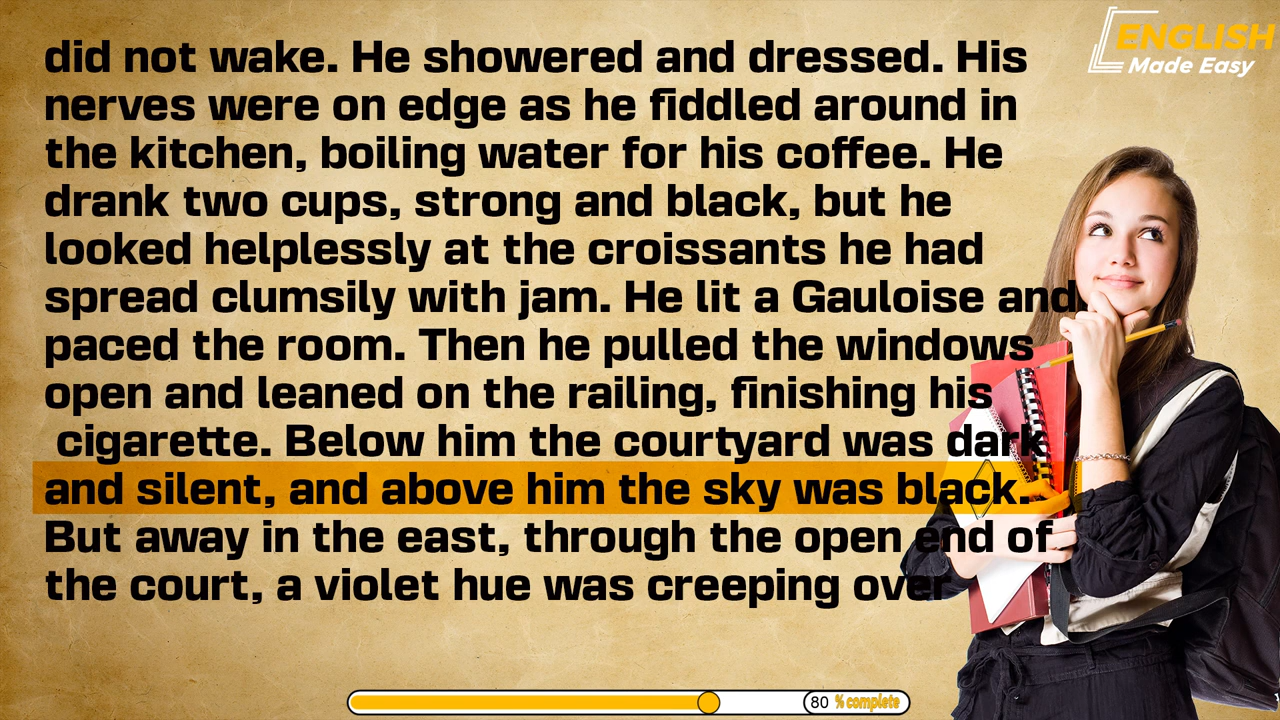 ENGLISH
Made Easy
did not wake. He showered and dressed. His
nerves were on edge as he fiddled around in
the kitchen, boiling water for his coffee. He
drank two cups, strong and black, but he
looked helplessly at the croissants he had
spread clumsily with jam. He lit a Gauloise and
paced the room. Then he pulled the windows
open and leaned on the railing, finishing his
cigarette. Below him the courtyard was dark
and silent, and above him the sky was black.
But away in the east, through the open end of
the court, a violet hue was creeping over
80 % complete